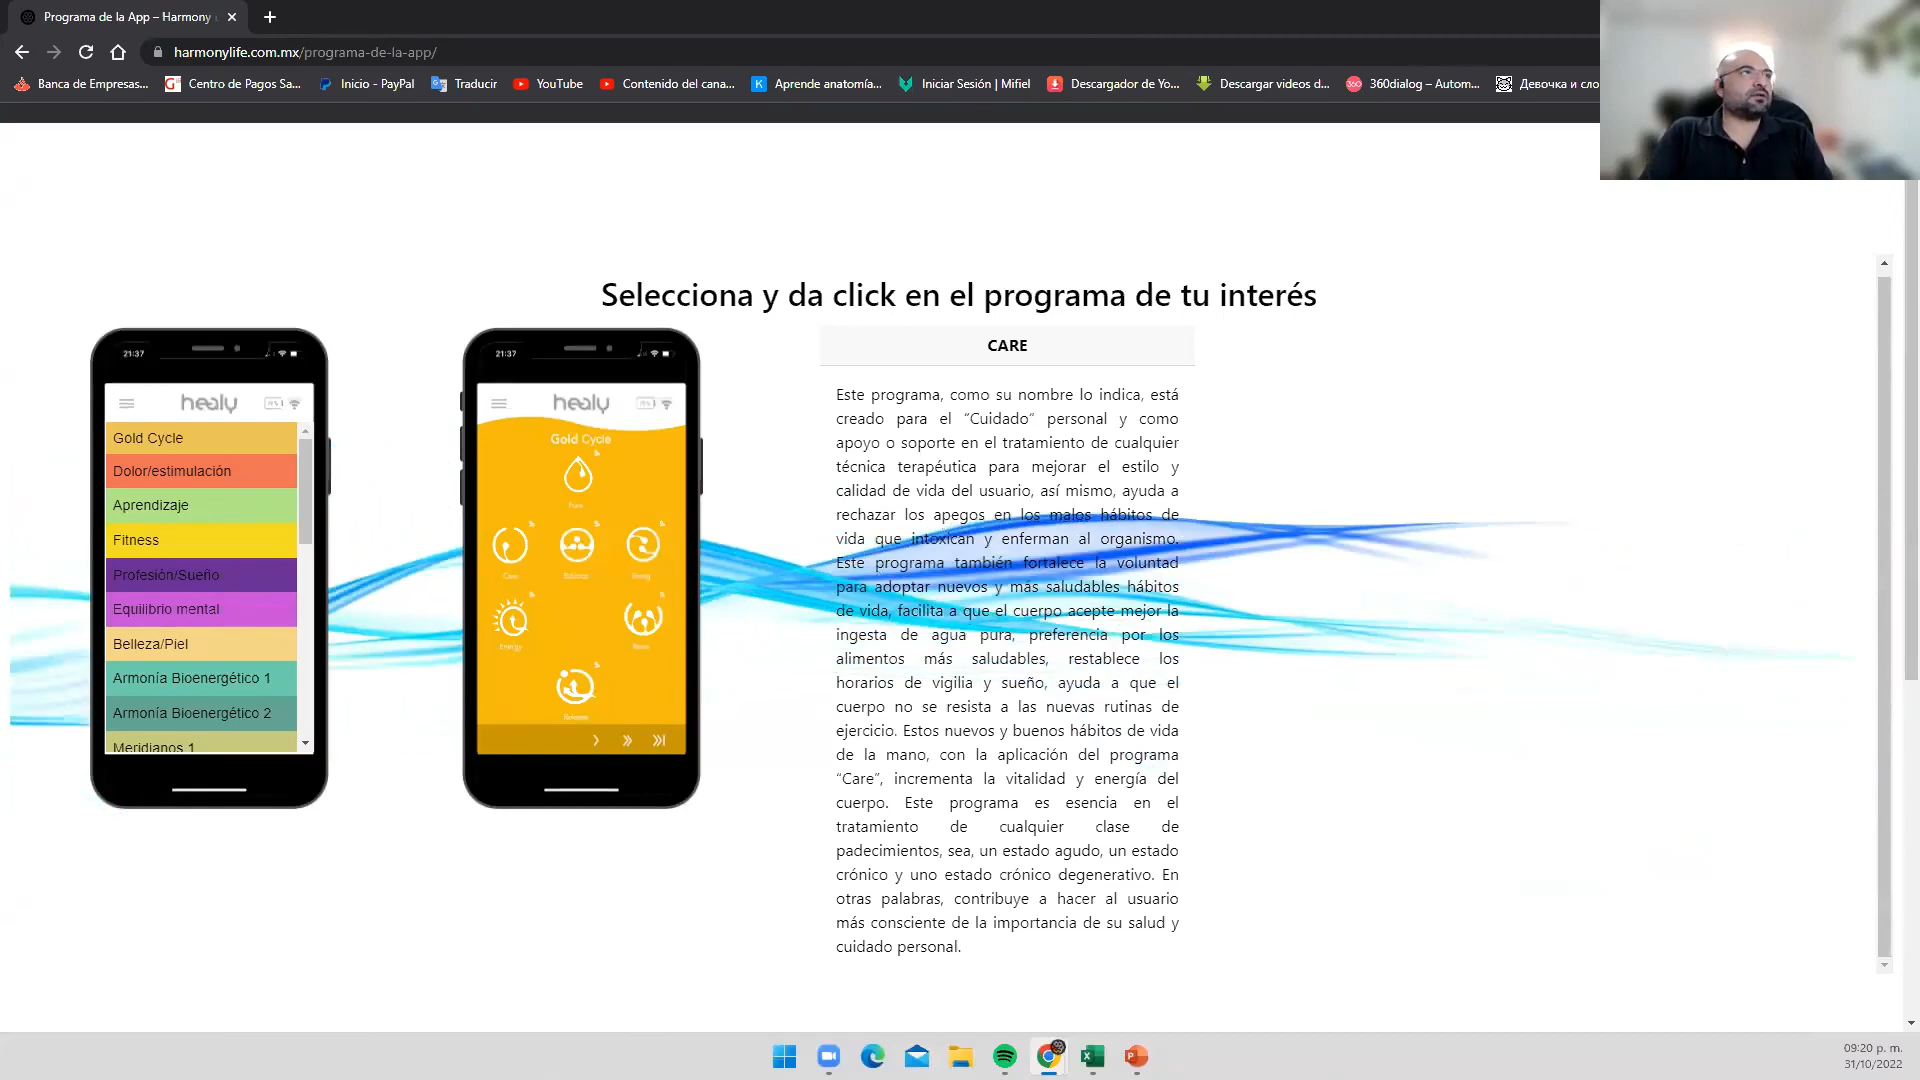 Programa de la App – Harmony
harmonylife.com.mx/programa-de-la-app/
Banca de Empresas...
Centro de Pagos Sa...
Inicio - PayPal
Traducir
YouTube
Contenido del cana...
Aprende anatomía...
Iniciar Sesión | Mifiel
Descargador de Yo...
Descargar videos d...
360dialog – Autom...
Девочка и сло
Selecciona y da click en el programa de tu interés
21:37
healy
Gold Cycle
Dolor/estimulación
Aprendizaje
Fitness
Profesión/Sueño
Equilibrio mental
Belleza/Piel
Armonía Bioenergético 1
Armonía Bioenergético 2
Meridianos 1
21:37
healy
Gold Cycle
Pure
Care
Balance
Being
Energy
Release
CARE
Este programa, como su nombre lo indica, está
creado para el “Cuidado” personal y como
apoyo o soporte en el tratamiento de cualquier
técnica terapéutica para mejorar el estilo y
calidad de vida del usuario, así mismo, ayuda a
rechazar los apegos en los malos hábitos de
vida que intoxican y enferman al organismo.
Este programa también fortalece la voluntad
para adoptar nuevos y más saludables hábitos
de vida, facilita a que el cuerpo acepte mejor la
ingesta de agua pura, preferencia por los
alimentos más saludables, restablece los
horarios de vigilia y sueño, ayuda a que el
cuerpo no se resista a las nuevas rutinas de
ejercicio. Estos nuevos y buenos hábitos de vida
de la mano, con la aplicación del programa
“Care”, incrementa la vitalidad y energía del
cuerpo. Este programa es esencia en el
tratamiento de cualquier clase de
padecimientos, sea, un estado agudo, un estado
crónico y uno estado crónico degenerativo. En
otras palabras, contribuye a hacer al usuario
más consciente de la importancia de su salud y
cuidado personal.
09:20 p. m.
31/10/2022